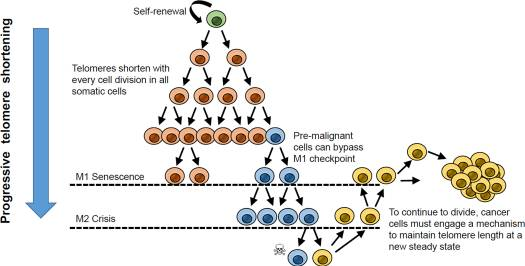 Progressive telomere shortening
Self-renewal
Telomeres shorten with
every cell division in all
somatic cells
Pre-malignant
cells can bypass
M1 checkpoint
M1 Senescence
M2 Crisis
To continue to divide, cancer
cells must engage a mechanism
to maintain telomere length at a
new steady state